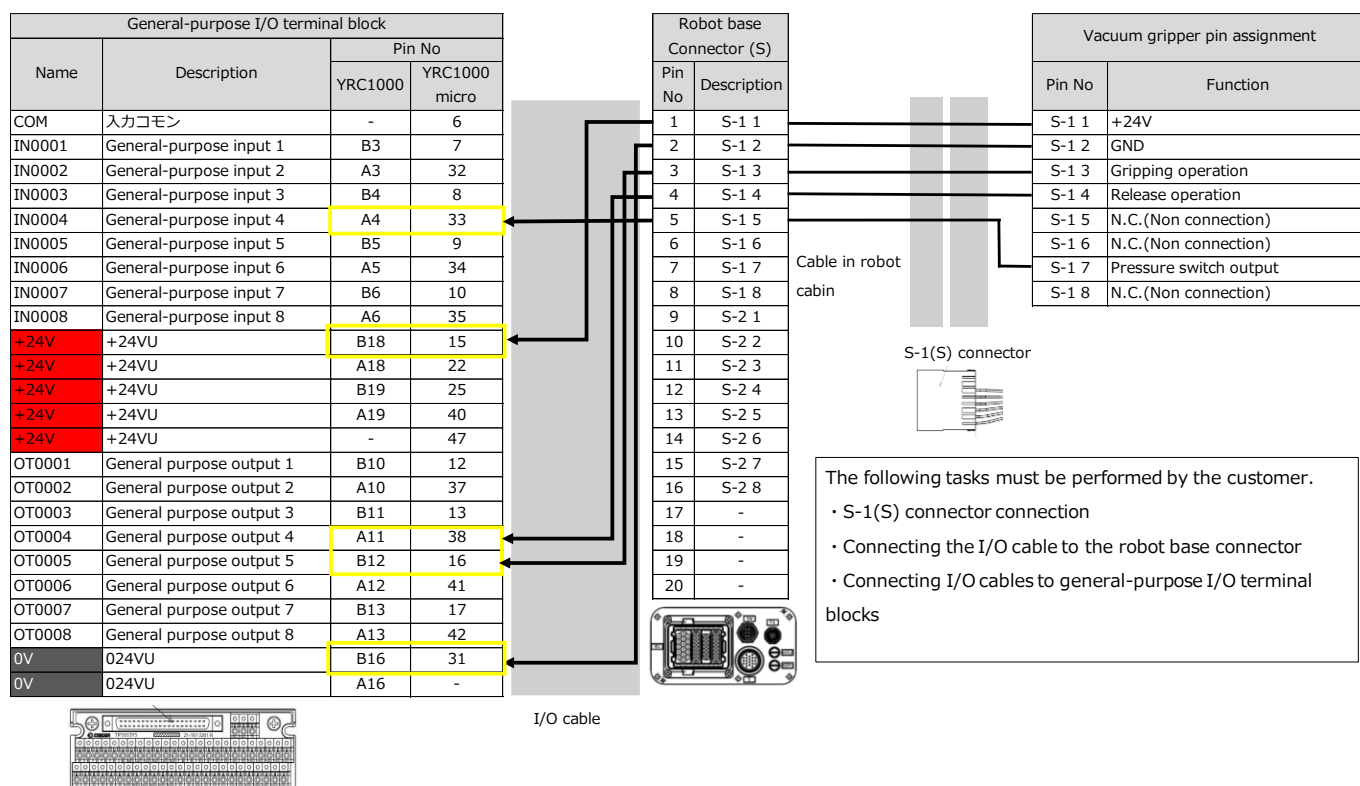 General-purpose I/O terminal block
Name Description Pin No
YRC1000 YRC1000 micro
COM 入力コモン - 6
IN0001 General-purpose input 1 B3 7
IN0002 General-purpose input 2 A3 32
IN0003 General-purpose input 3 B4 8
IN0004 General-purpose input 4 A4 33
IN0005 General-purpose input 5 B5 9
IN0006 General-purpose input 6 A5 34
IN0007 General-purpose input 7 B6 10
IN0008 General-purpose input 8 A6 35
+24V +24VU B18 15
+24V +24VU A18 22
+24V +24VU B19 25
+24V +24VU A19 40
+24V +24VU - 47
OT0001 General purpose output 1 B10 12
OT0002 General purpose output 2 A10 37
OT0003 General purpose output 3 B11 13
OT0004 General purpose output 4 A11 38
OT0005 General purpose output 5 B12 16
OT0006 General purpose output 6 A12 41
OT0007 General purpose output 7 B13 17
OT0008 General purpose output 8 A13 42
0V 024VU B16 31
0V 024VU A16 -
I/O cable
Robot base
Connector (S)
Pin No Description
1 S-1 1
2 S-1 2
3 S-1 3
4 S-1 4
5 S-1 5
6 S-1 6
7 S-1 7
8 S-1 8
9 S-2 1
10 S-2 2
11 S-2 3
12 S-2 4
13 S-2 5
14 S-2 6
15 S-2 7
16 S-2 8
17 -
18 -
19 -
20 -
Cable in robot
cabin
Vacuum gripper pin assignment
Pin No Function
S-1 1 +24V
S-1 2 GND
S-1 3 Gripping operation
S-1 4 Release operation
S-1 5 N.C.(Non connection)
S-1 6 N.C.(Non connection)
S-1 7 Pressure switch output
S-1 8 N.C.(Non connection)
S-1(S) connector
The following tasks must be performed by the customer.
・S-1(S) connector connection
・Connecting the I/O cable to the robot base connector
・Connecting I/O cables to general-purpose I/O terminal
blocks